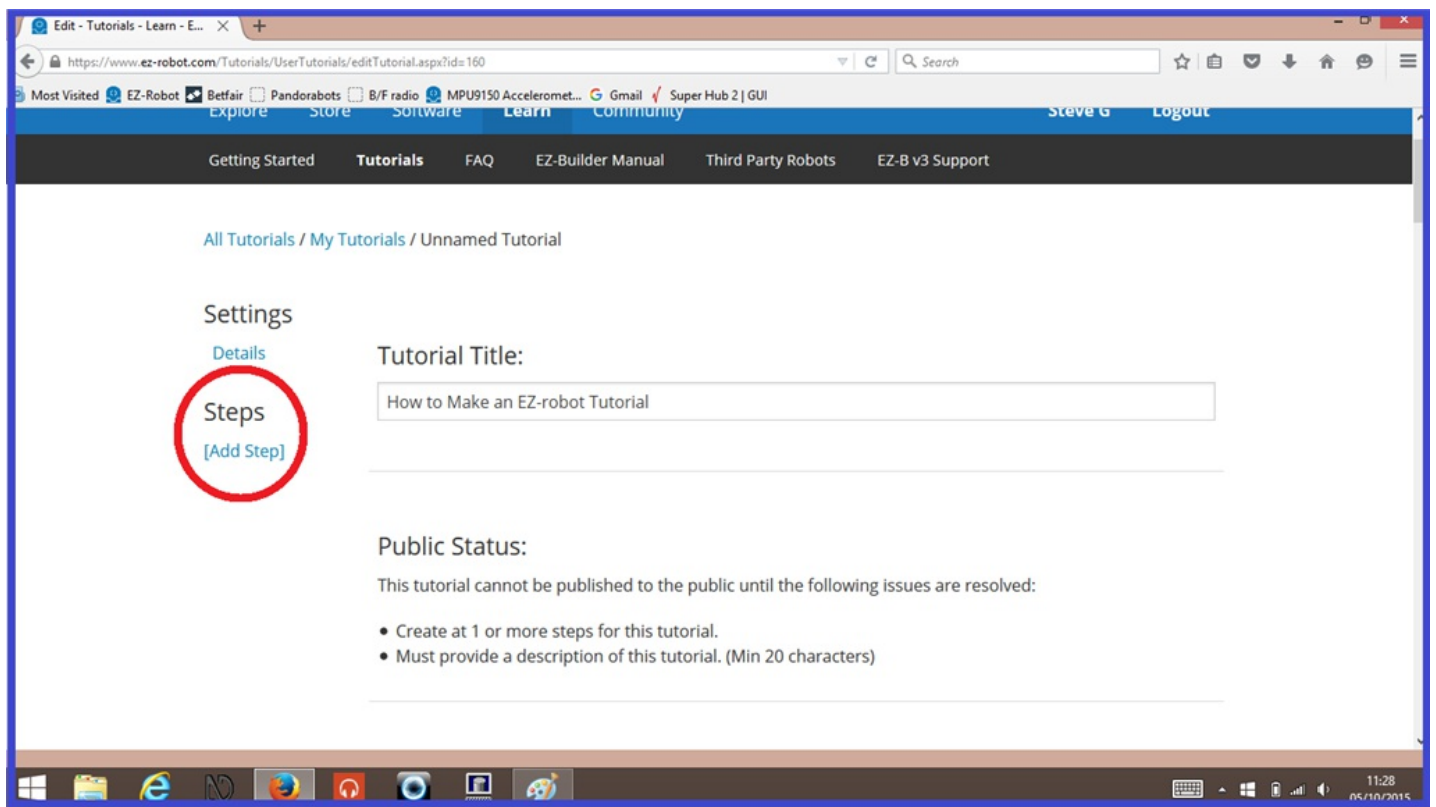 Edit - Tutorials - Learn - E...
https://www.ez-robot.com/Tutorials/UserTutorials/editTutorial.aspx?id=160
Search
Most Visited EZ-Robot Betfair Pandorabots B/F radio MPU9150 Acceleromet... Gmail Super Hub 2 | GUI
Explore Store Software Learn Community Steve G Logout
Getting Started Tutorials FAQ EZ-Builder Manual Third Party Robots EZ-B v3 Support
All Tutorials / My Tutorials / Unnamed Tutorial
Settings
Details
Tutorial Title:
Steps
How to Make an EZ-robot Tutorial
[Add Step]
Public Status:
This tutorial cannot be published to the public until the following issues are resolved:
• Create at 1 or more steps for this tutorial.
• Must provide a description of this tutorial. (Min 20 characters)
11:28
05/10/2015